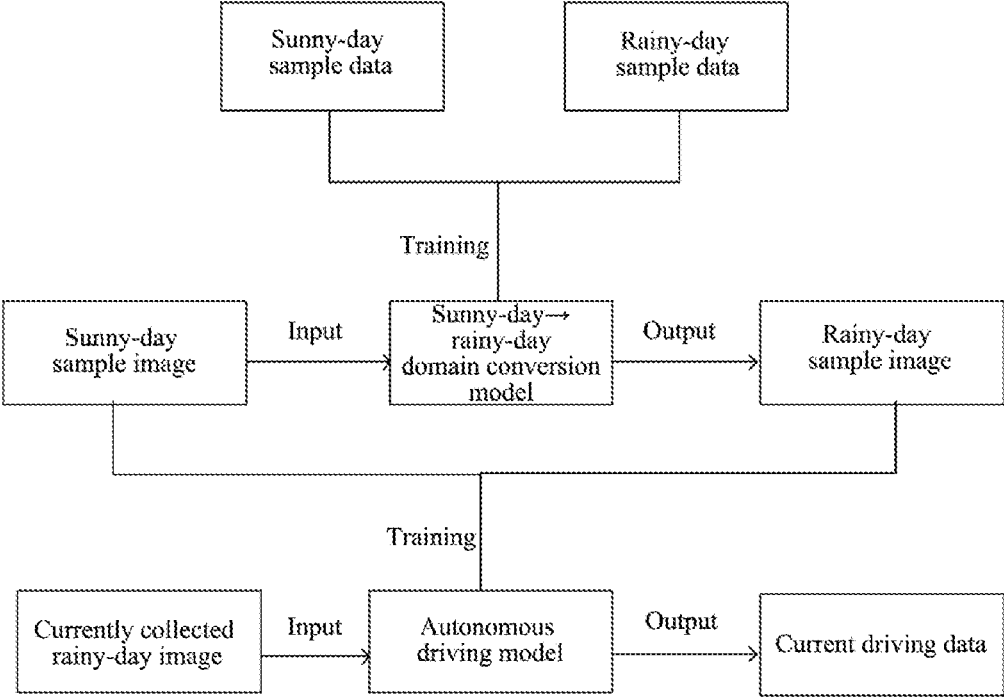 Sunny-day
sample data
Rainy-day
sample data
Training
Sunny-day
sample image
Input
Sunny-day→
rainy-day
domain conversion
model
Output
Rainy-day
sample image
Training
Currently collected
rainy-day image
Input
Autonomous
driving model
Output
Current driving data